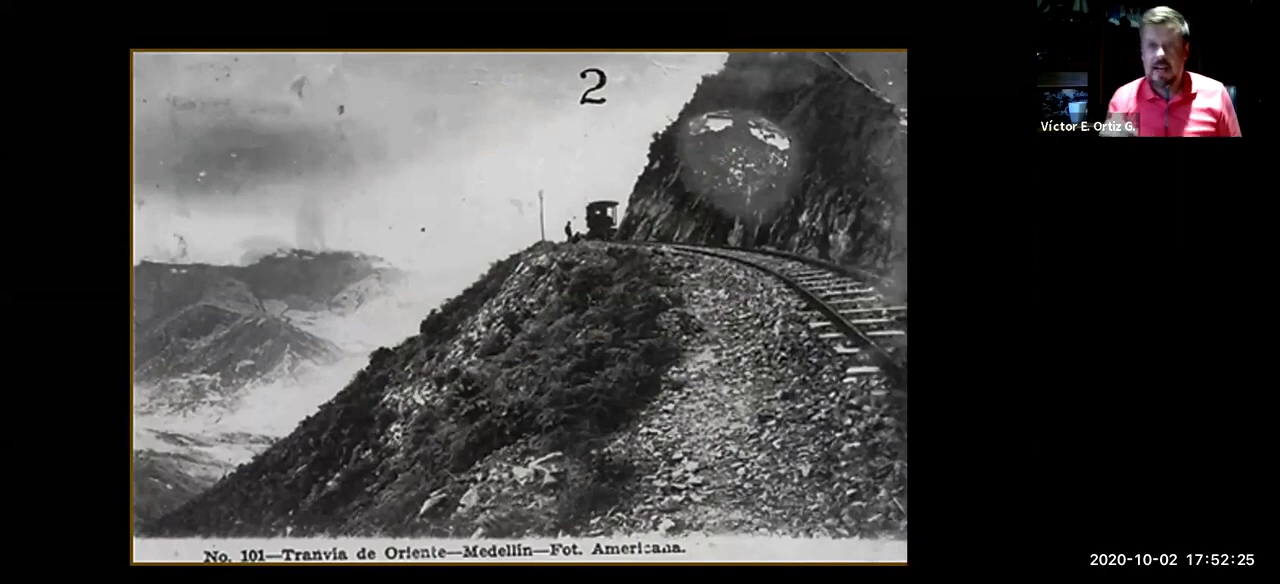 2
Víctor E. Ortiz G.
No. 101—Tranvía de Oriente—Medellín—Fot. Americana.
2020-10-02 17:52:25